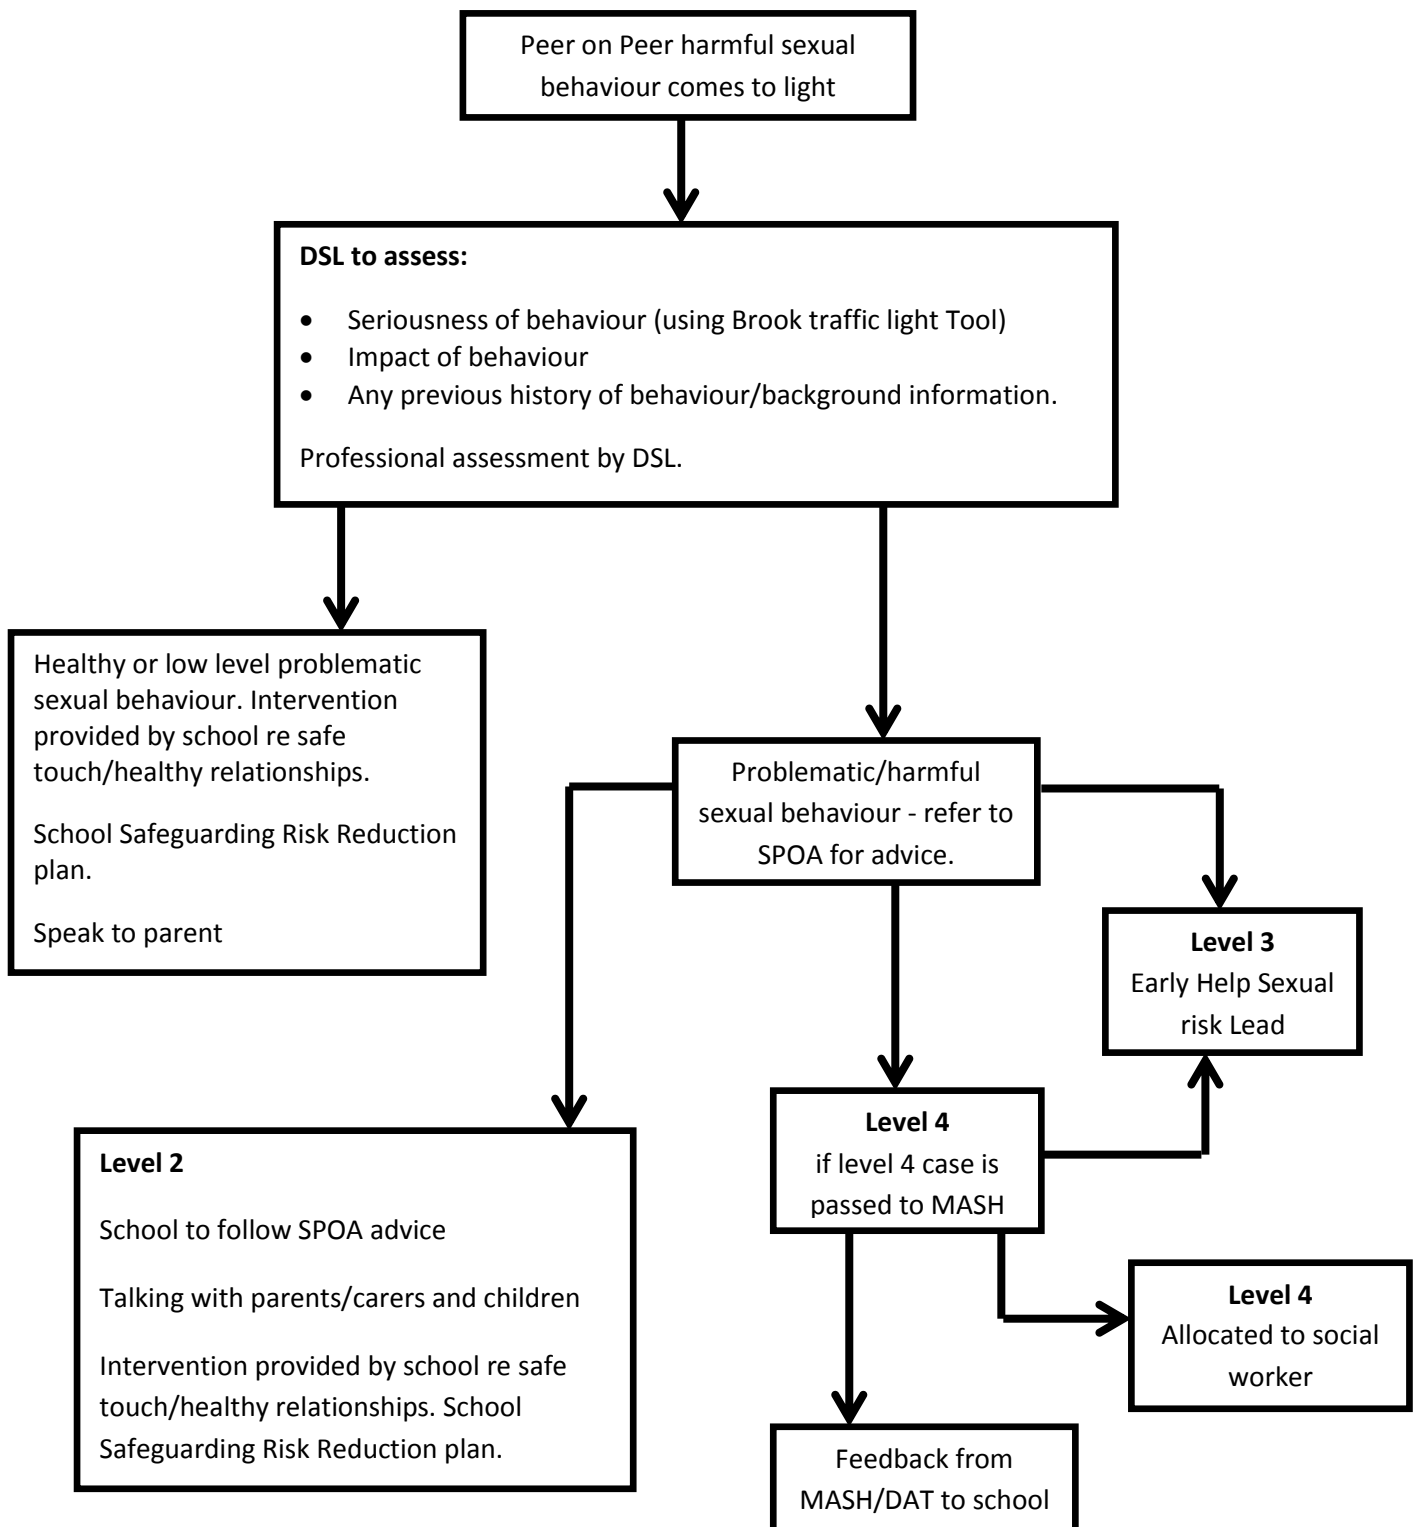 Peer on Peer harmful sexual
behaviour comes to light
DSL to assess:
• Seriousness of behaviour (using Brook traffic light Tool)
• Impact of behaviour
• Any previous history of behaviour/background information.
Professional assessment by DSL.
Healthy or low level problematic
sexual behaviour. Intervention
provided by school re safe
touch/healthy relationships.
School Safeguarding Risk Reduction
plan.
Speak to parent
Problematic/harmful
sexual behaviour - refer to
SPOA for advice.
Level 3
Early Help Sexual
risk Lead
Level 4
if level 4 case is
passed to MASH
Level 2
School to follow SPOA advice
Talking with parents/carers and children
Intervention provided by school re safe
touch/healthy relationships. School
Safeguarding Risk Reduction plan.
Level 4
Allocated to social
worker
Feedback from
MASH/DAT to school